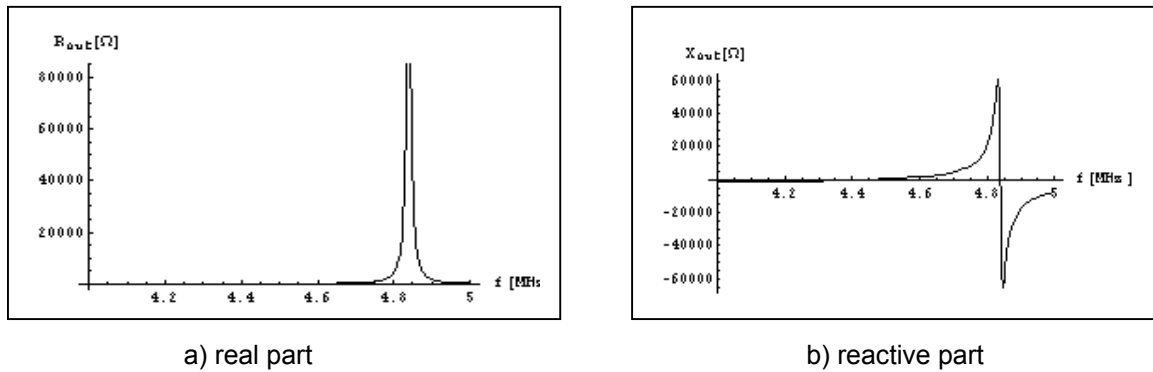 Rout[Ω]
80000
60000
40000
20000
4.2 4.4 4.6 4.8 5 f [MHz
a) real part
Xout[Ω]
60000
40000
20000
4.2 4.4 4.6 4.8 5 f [MHz ]
-20000
-40000
-60000
b) reactive part